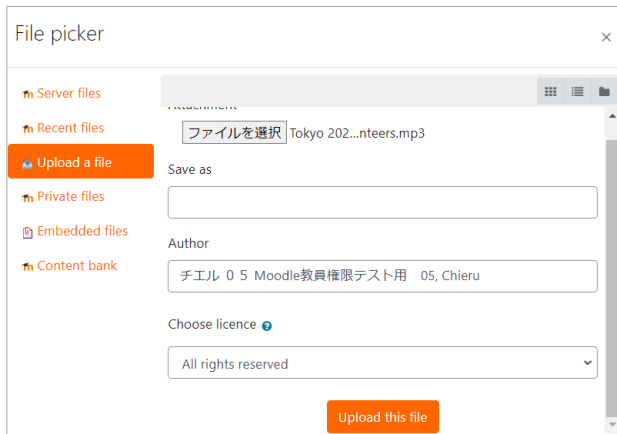 File picker
×
Server files
Recent files
Upload a file
Private files
Embedded files
Content bank
Attachment
ファイルを選択 Tokyo 202...nteers.mp3
Save as
Author
チエル ０５ Moodle教員権限テスト用　05, Chieru
Choose licence
All rights reserved
Upload this file